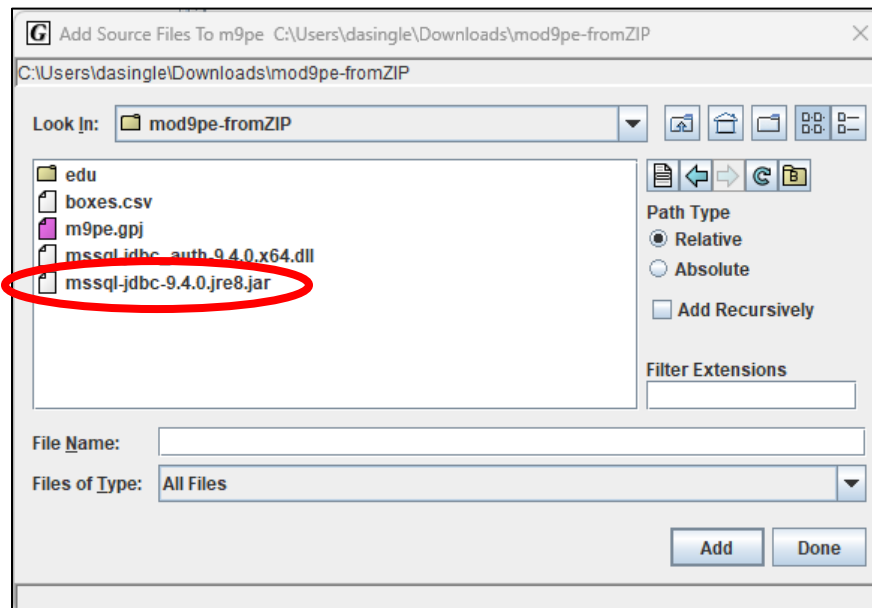 G Add Source Files To m9pe C:\Users\dasingle\Downloads\mod9pe-fromZIP
C:\Users\dasingle\Downloads\mod9pe-fromZIP
Look In: mod9pe-fromZIP
edu
boxes.csv
m9pe.gpj
mssql-jdbc_auth-9.4.0.x64.dll
mssql-jdbc-9.4.0.jre8.jar
B
Path Type
Relative
Absolute
Add Recursively
Filter Extensions
File Name:
Files of Type: All Files
Add Done